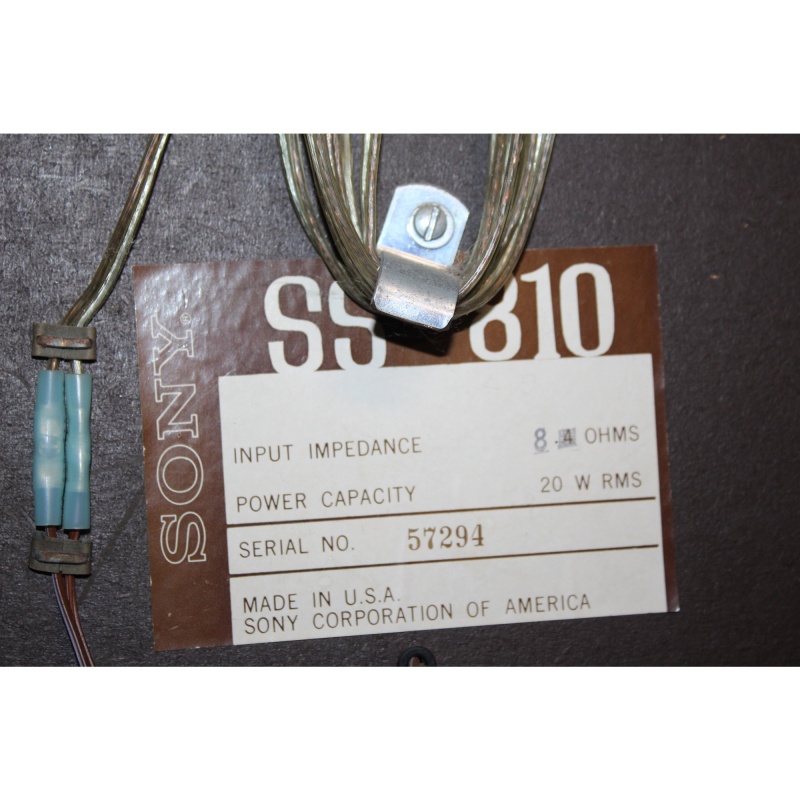 SONY®
SS 810
INPUT IMPEDANCE 8 4 OHMS
POWER CAPACITY 20 W RMS
SERIAL NO. 57294
MADE IN U.S.A.
SONY CORPORATION OF AMERICA